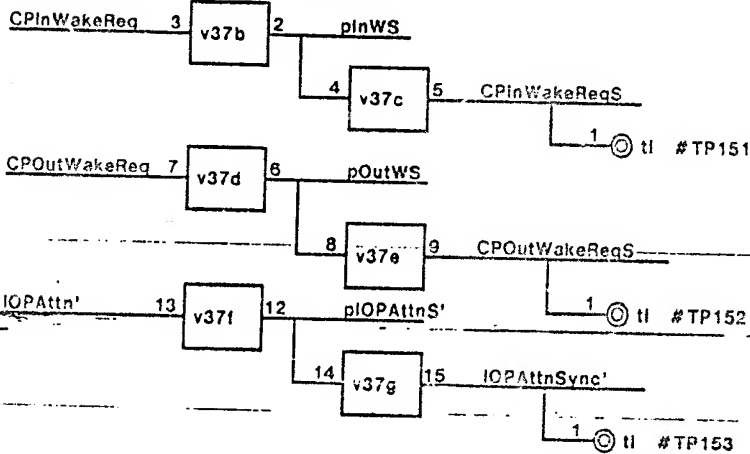 CPInWakeReq 3 v37b 2 pInWS
4 v37c 5 CPInWakeReqS
1 tl #TP151
CPOutWakeReq 7 v37d 6 pOutWS
8 v37e 9 CPOutWakeReqS
1 tl #TP152
IOPAttn' 13 v37f 12 pIOPAttnS'
14 v37g 15 IOPAttnSync'
1 tl #TP153